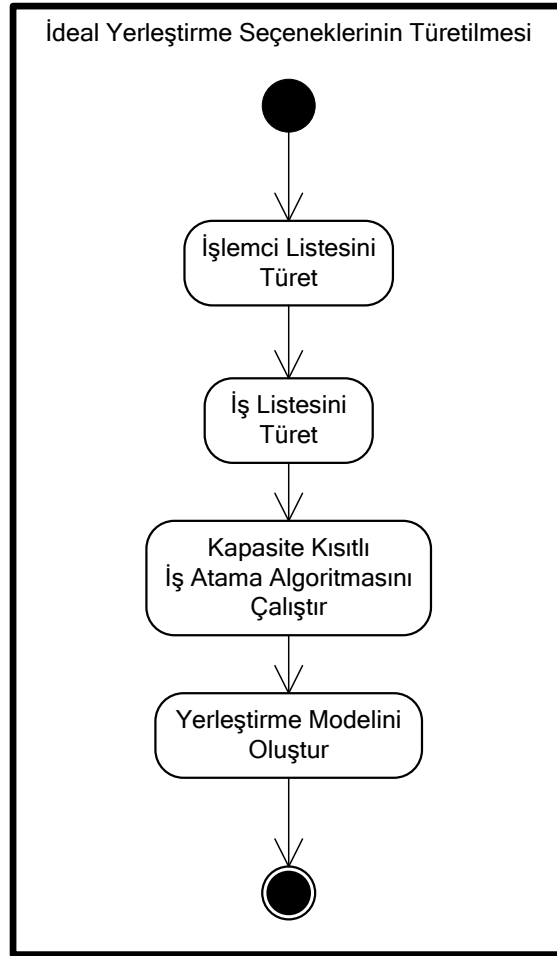 İdeal Yerleştirme Seçeneklerinin Türetilmesi
İşlemci Listesini
Türet
İş Listesini
Türet
Kapasite Kısıtlı
İş Atama Algoritmasını
Çalıştır
Yerleştirme Modelini
Oluştur